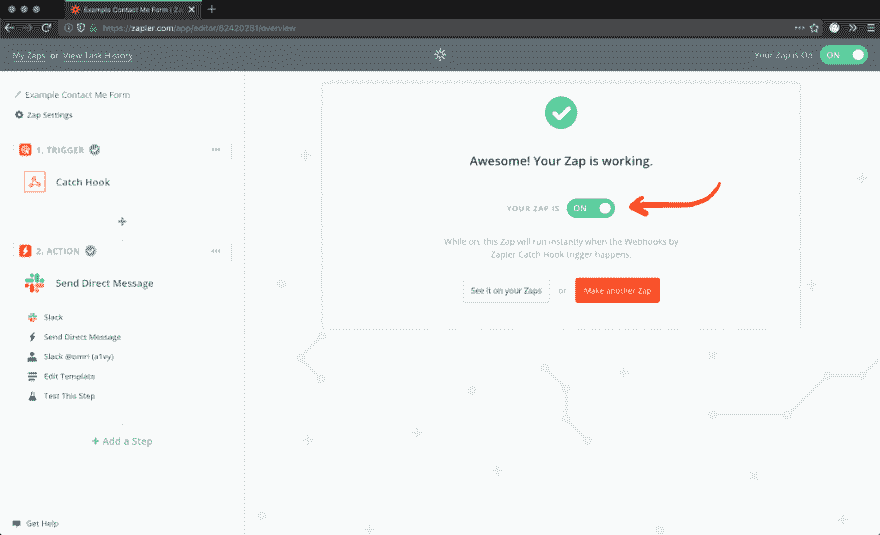 Example Contact Me Form | Za
https://zapier.com/app/editor/62420281/overview
My Zaps or View Task History
Your Zap is On
ON
Example Contact Me Form
Zap Settings
1. TRIGGER
Catch Hook
2. ACTION
Send Direct Message
Slack
Send Direct Message
Slack @omri (a1vy)
Edit Template
Test This Step
+ Add a Step
Get Help
Awesome! Your Zap is working.
YOUR ZAP IS ON
While on, this Zap will run instantly when the Webhooks by
Zapier Catch Hook trigger happens.
See it on your Zaps or Make another Zap